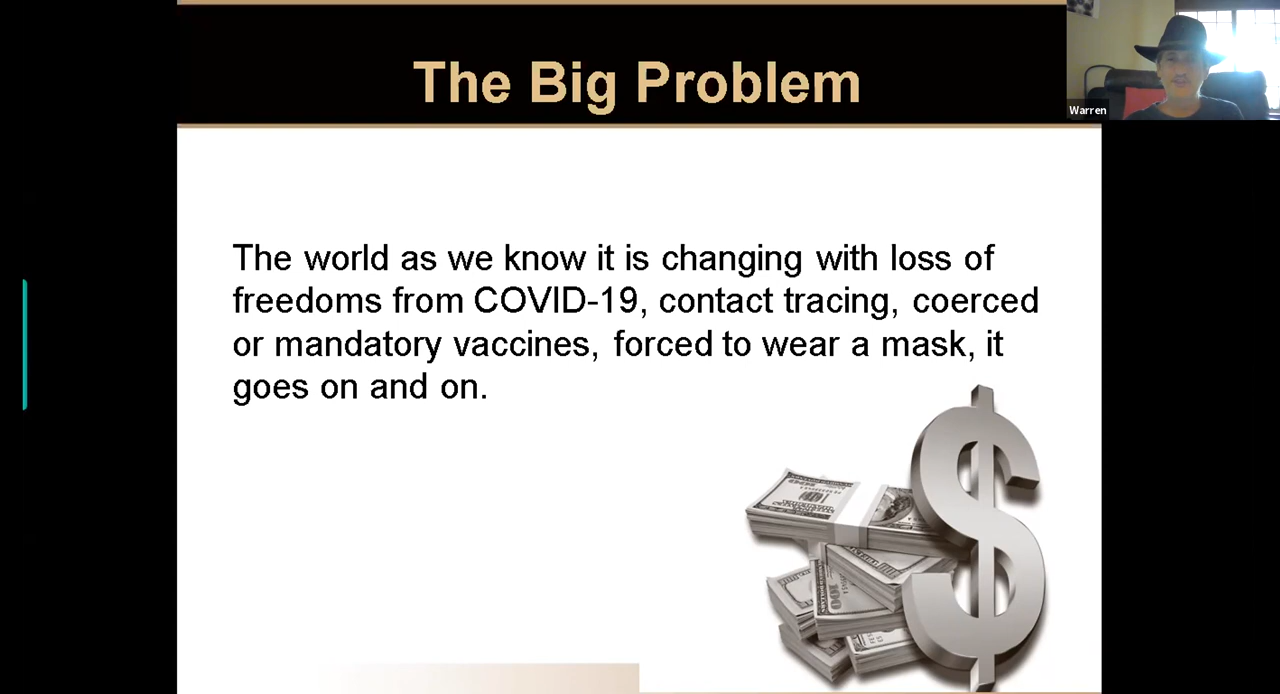 The Big Problem
Warren
The world as we know it is changing with loss of
freedoms from COVID-19, contact tracing, coerced
or mandatory vaccines, forced to wear a mask, it
goes on and on.
100